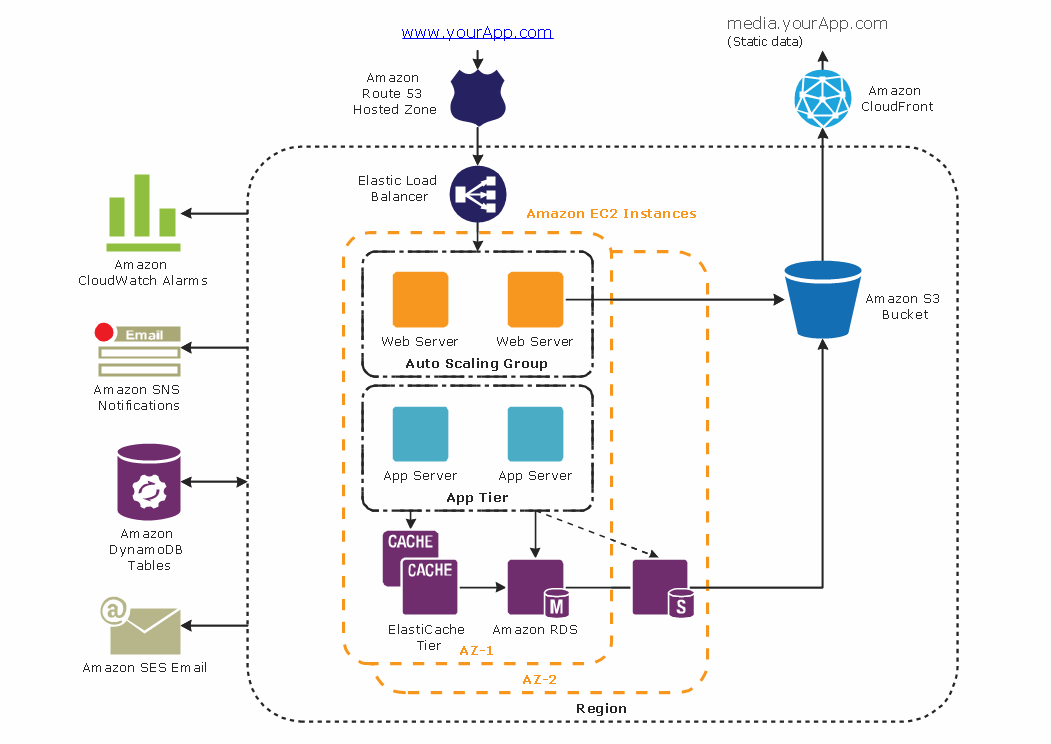 www.yourApp.com
media.yourApp.com
(Static data)
Amazon
Route 53
Hosted Zone
Amazon
CloudFront
Elastic Load
Balancer
Amazon EC2 Instances
Amazon
CloudWatch Alarms
Web Server
Web Server
Auto Scaling Group
Amazon S3
Bucket
Email
Amazon SNS
Notifications
App Server
App Server
App Tier
Amazon
DynamoDB
Tables
CACHE
CACHE
M
S
ElastiCache
Tier
Amazon RDS
AZ-1
@
Amazon SES Email
AZ-2
Region